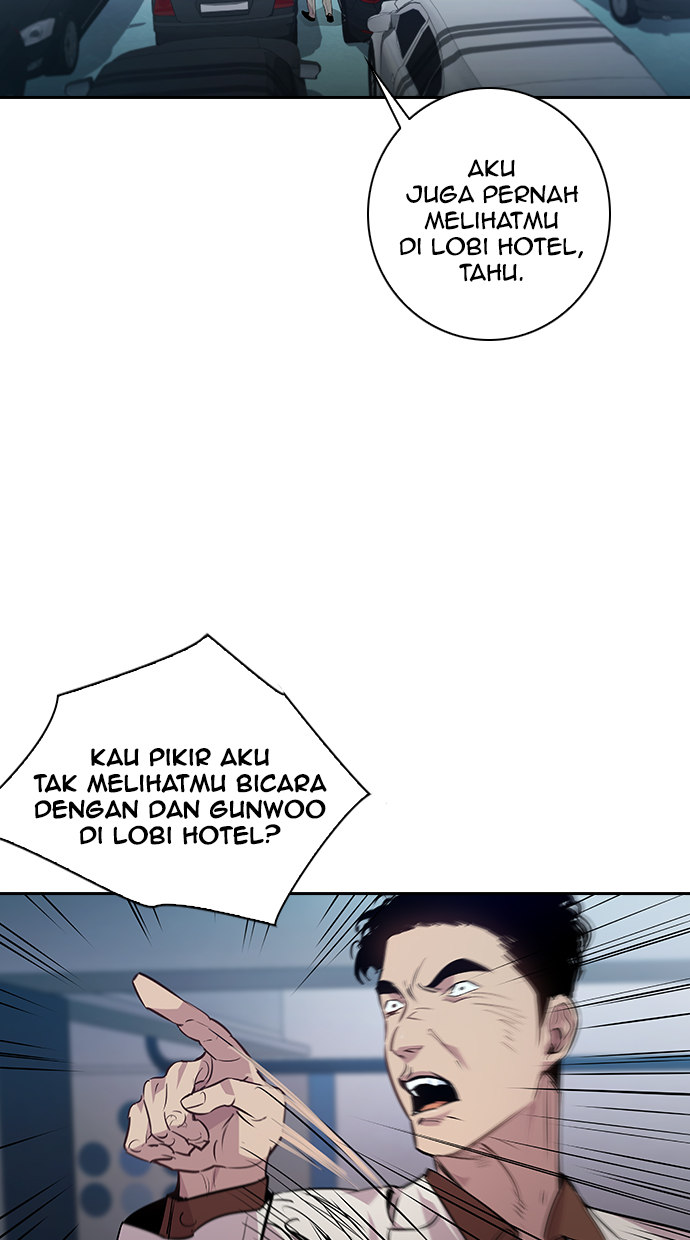 AKU
JUGA PERNAH
MELIHATMU
DI LOBI HOTEL,
TAHU.
KAU PIKIR AKU
TAK MELIHATMU BICARA
DENGAN DAN GUNWOO
DI LOBI HOTEL?